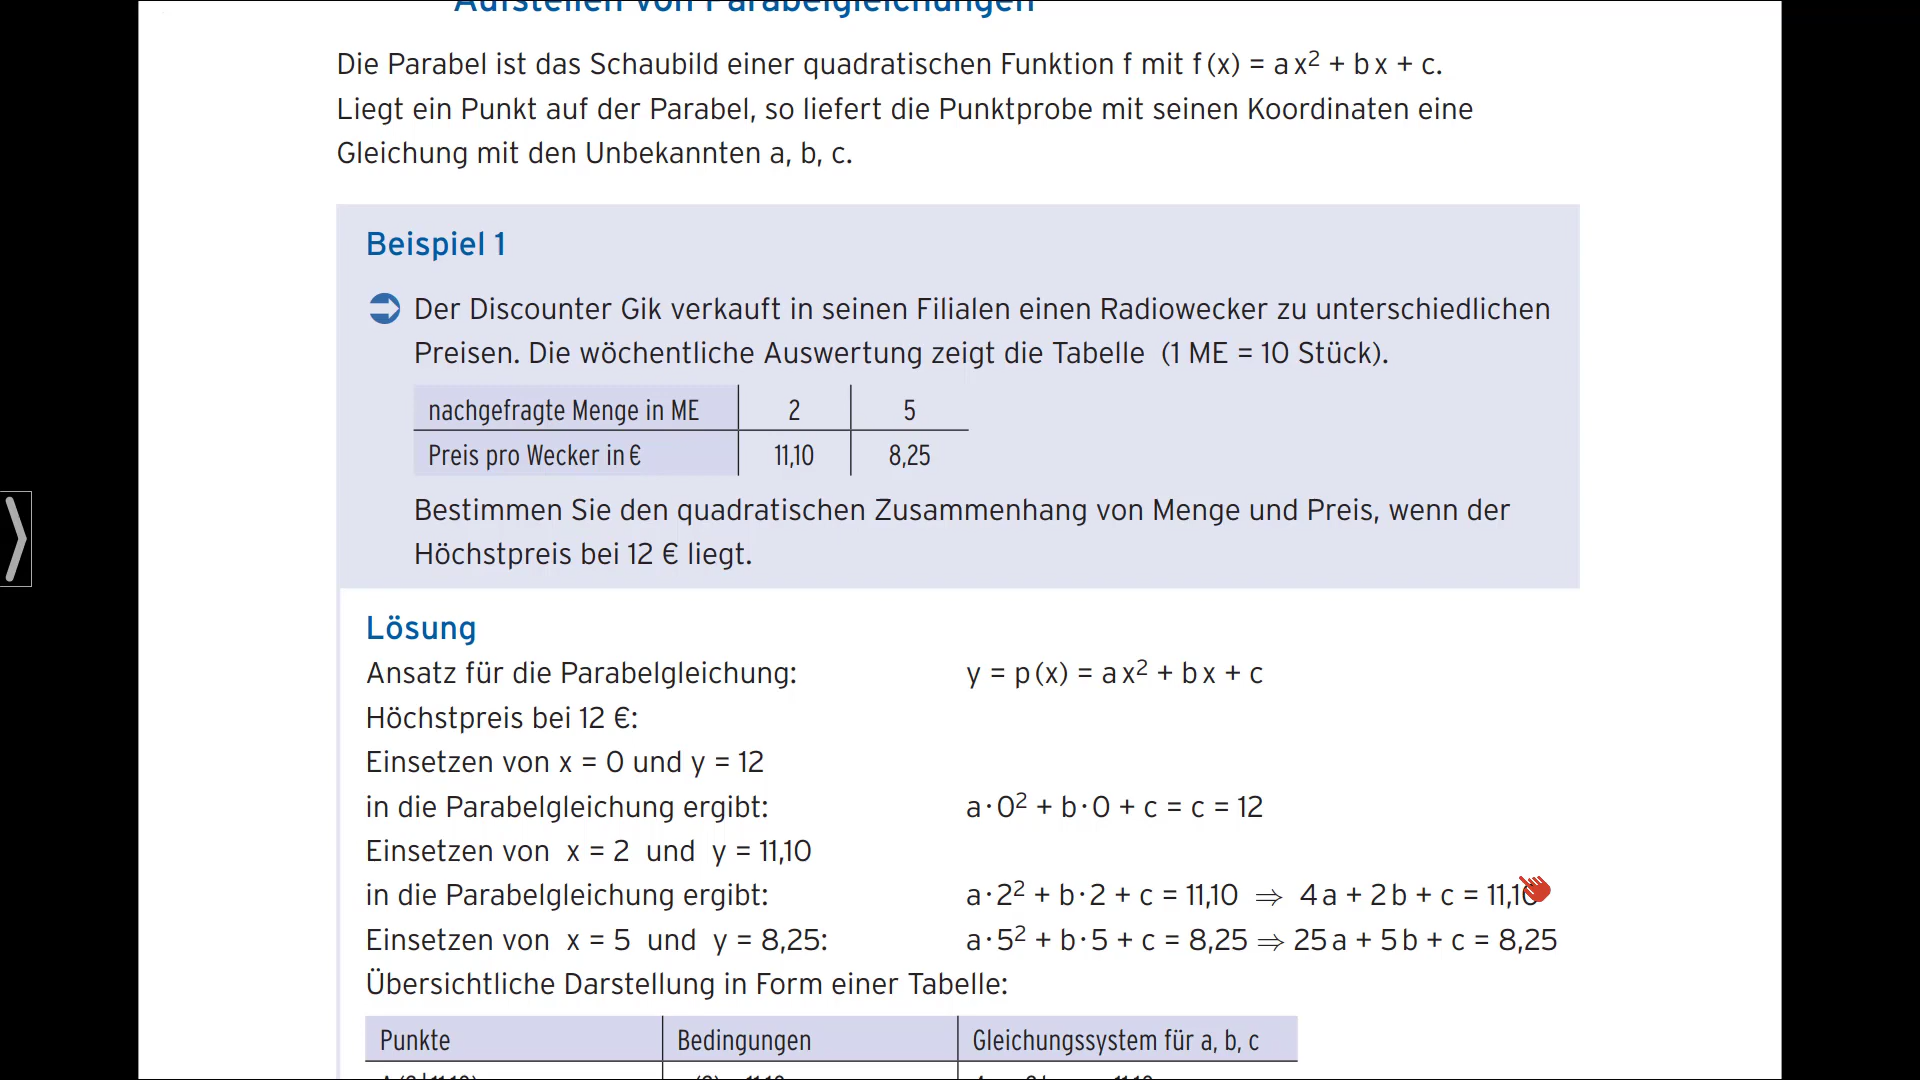 Aufstellen von Parabelgleichungen
Die Parabel ist das Schaubild einer quadratischen Funktion f mit f(x) = ax² + bx + c.
Liegt ein Punkt auf der Parabel, so liefert die Punktprobe mit seinen Koordinaten eine
Gleichung mit den Unbekannten a, b, c.
Beispiel 1
Der Discounter Gik verkauft in seinen Filialen einen Radiowecker zu unterschiedlichen
Preisen. Die wöchentliche Auswertung zeigt die Tabelle (1 ME = 10 Stück).
nachgefragte Menge in ME 2 5
Preis pro Wecker in € 11,10 8,25
Bestimmen Sie den quadratischen Zusammenhang von Menge und Preis, wenn der
Höchstpreis bei 12 € liegt.
Lösung
Ansatz für die Parabelgleichung: y = p(x) = ax² + bx + c
Höchstpreis bei 12 €:
Einsetzen von x = 0 und y = 12
in die Parabelgleichung ergibt: a·0² + b·0 + c = c = 12
Einsetzen von x = 2 und y = 11,10
in die Parabelgleichung ergibt: a·2² + b·2 + c = 11,10 ⇒ 4a + 2b + c = 11,10
Einsetzen von x = 5 und y = 8,25: a·5² + b·5 + c = 8,25 ⇒ 25a + 5b + c = 8,25
Übersichtliche Darstellung in Form einer Tabelle:
Punkte Bedingungen Gleichungssystem für a, b, c